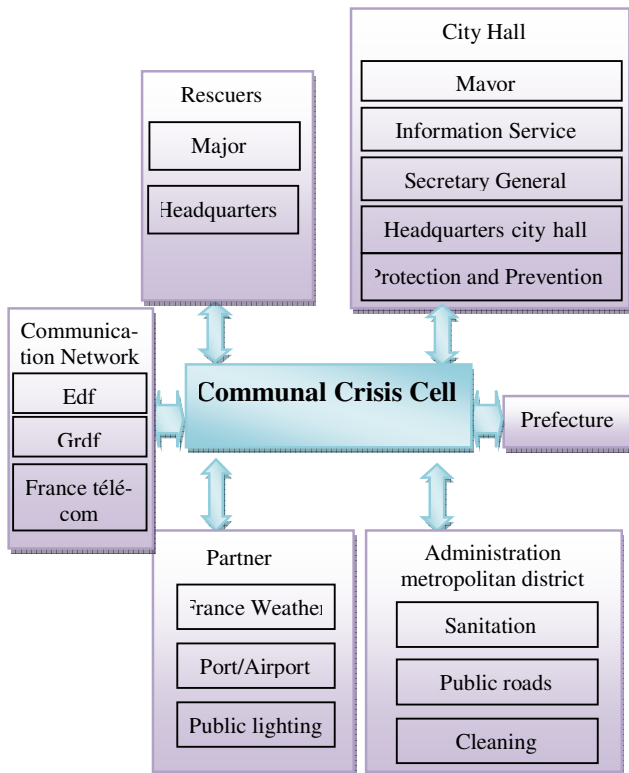 City Hall
Mayor
Information Service
Secretary General
Headquarters city hall
Protection and Prevention
Rescuers
Major
Headquarters
Communica-
tion Network
Edf
Grdf
France télé-
com
Communal Crisis Cell
Prefecture
Partner
France Weather
Port/Airport
Public lighting
Administration
metropolitan district
Sanitation
Public roads
Cleaning